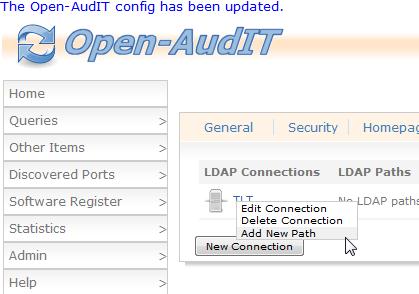 The Open-AudIT config has been updated.
Open-AudIT
Home
Queries >
Other Items >
Discovered Ports >
Software Register >
Statistics >
Admin >
Help >
General Security Homepag
LDAP Connections LDAP Paths
TLT No LDAP paths
Edit Connection
Delete Connection
Add New Path
New Connection